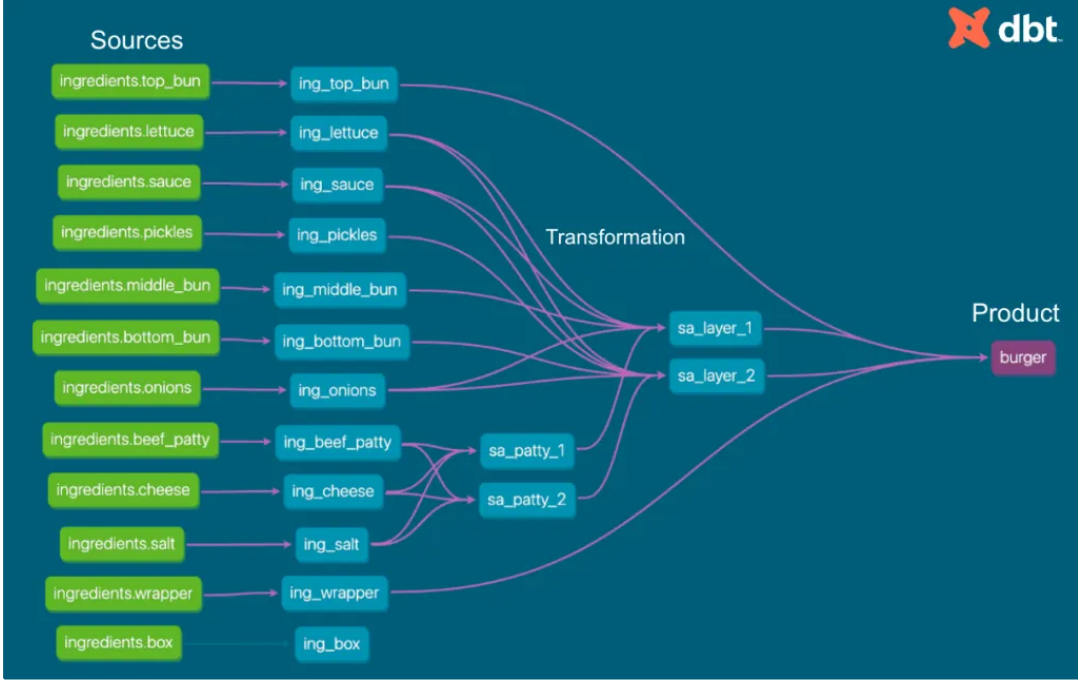 dbt
Sources
ingredients.top_bun ing_top_bun
ingredients.lettuce ing_lettuce
ingredients.sauce ing_sauce
ingredients.pickles ing_pickles
Transformation
ingredients.middle_bun ing_middle_bun
ingredients.bottom_bun ing_bottom_bun
sa_layer_1
Product
burger
sa_layer_2
ingredients.onions ing_onions
ingredients.beef_patty ing_beef_patty
sa_patty_1
ingredients.cheese ing_cheese
sa_patty_2
ingredients.salt ing_salt
ingredients.wrapper ing_wrapper
ingredients.box ing_box